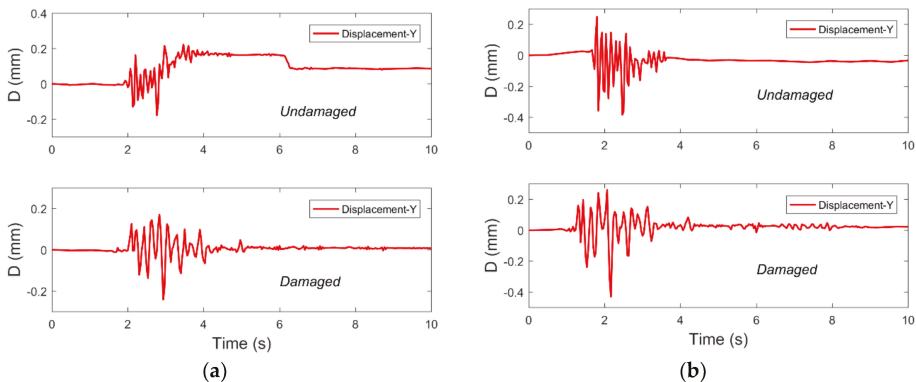 D (mm)
0.4
0.2
0
-0.2
Displacement-Y
Undamaged
0 2 4 6 8 10
D (mm)
0.2
0
-0.2
Displacement-Y
Damaged
0 2 4 6 8 10
Time (s)
(a)
D (mm)
0.2
0
-0.2
-0.4
Displacement-Y
Undamaged
0 2 4 6 8 10
D (mm)
0.2
0
-0.2
-0.4
Displacement-Y
Damaged
0 2 4 6 8 10
Time (s)
(b)